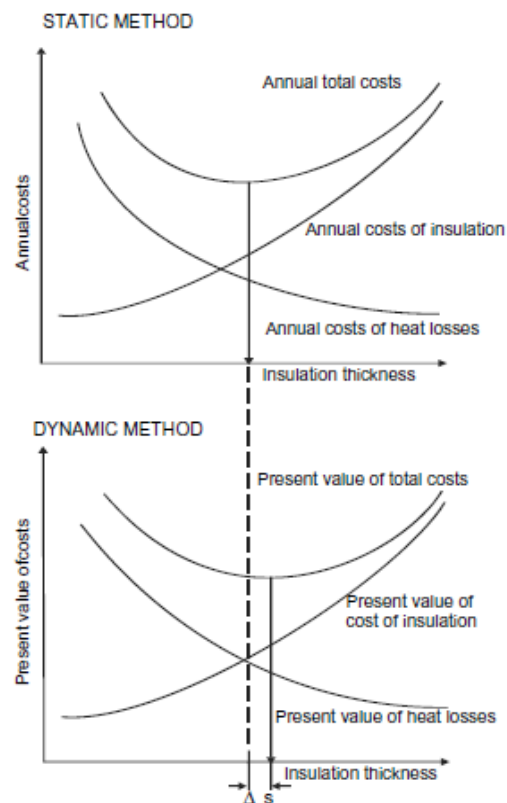 STATIC METHOD
Annual total costs
Annualcosts
Annual costs of insulation
Annual costs of heat losses
Insulation thickness
DYNAMIC METHOD
Present value of total costs
Present value ofcosts
Present value of
cost of insulation
Present value of heat losses
Insulation thickness
Δ s